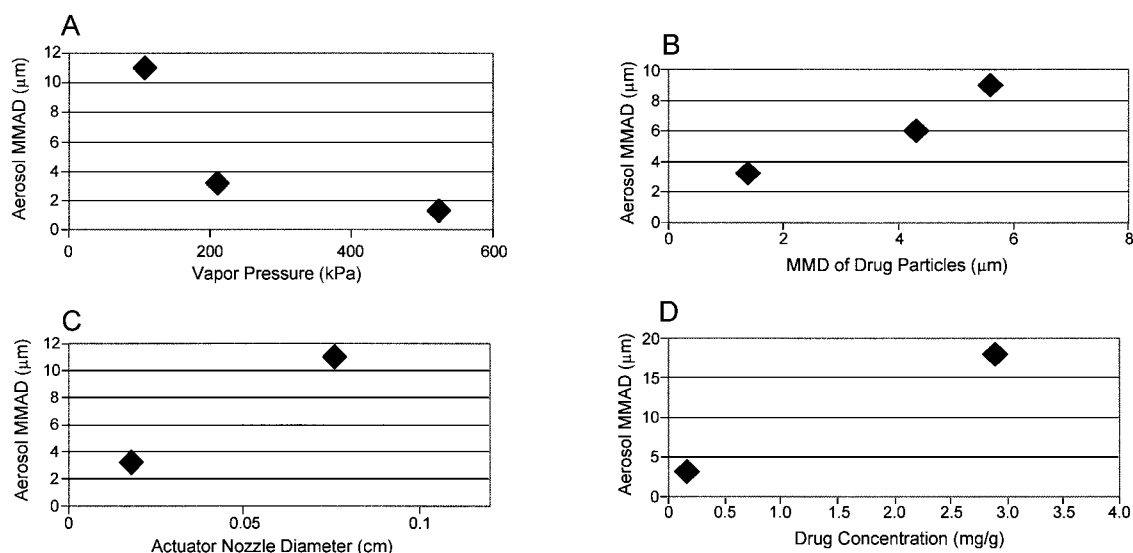 A
Aerosol MMAD (μm)
12
10
8
6
4
2
0
0 200 400 600
Vapor Pressure (kPa)
B
Aerosol MMAD (μm)
10
8
6
4
2
0
0 2 4 6 8
MMD of Drug Particles (μm)
C
Aerosol MMAD (μm)
12
10
8
6
4
2
0
0 0.05 0.1
Actuator Nozzle Diameter (cm)
D
Aerosol MMAD (μm)
20
15
10
5
0
0 0.5 1.0 1.5 2.0 2.5 3.0 3.5 4.0
Drug Concentration (mg/g)